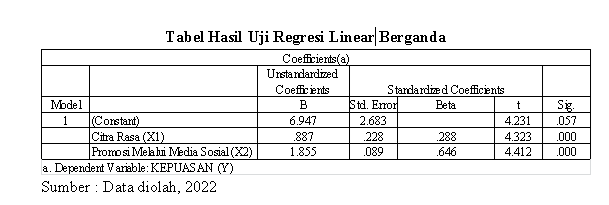 Tabel Hasil Uji Regresi Linear Berganda
Coefficients(a)
Unstandardized
Coefficients Standardized Coefficients
Model B Std. Error Beta t Sig.
1 (Constant) 6.947 2.683 4.231 .057
Citra Rasa (X1) .887 .228 .288 4.323 .000
Promosi Melalui Media Sosial (X2) 1.855 .089 .646 4.412 .000
a. Dependent Variable: KEPUASAN (Y)
Sumber : Data diolah, 2022